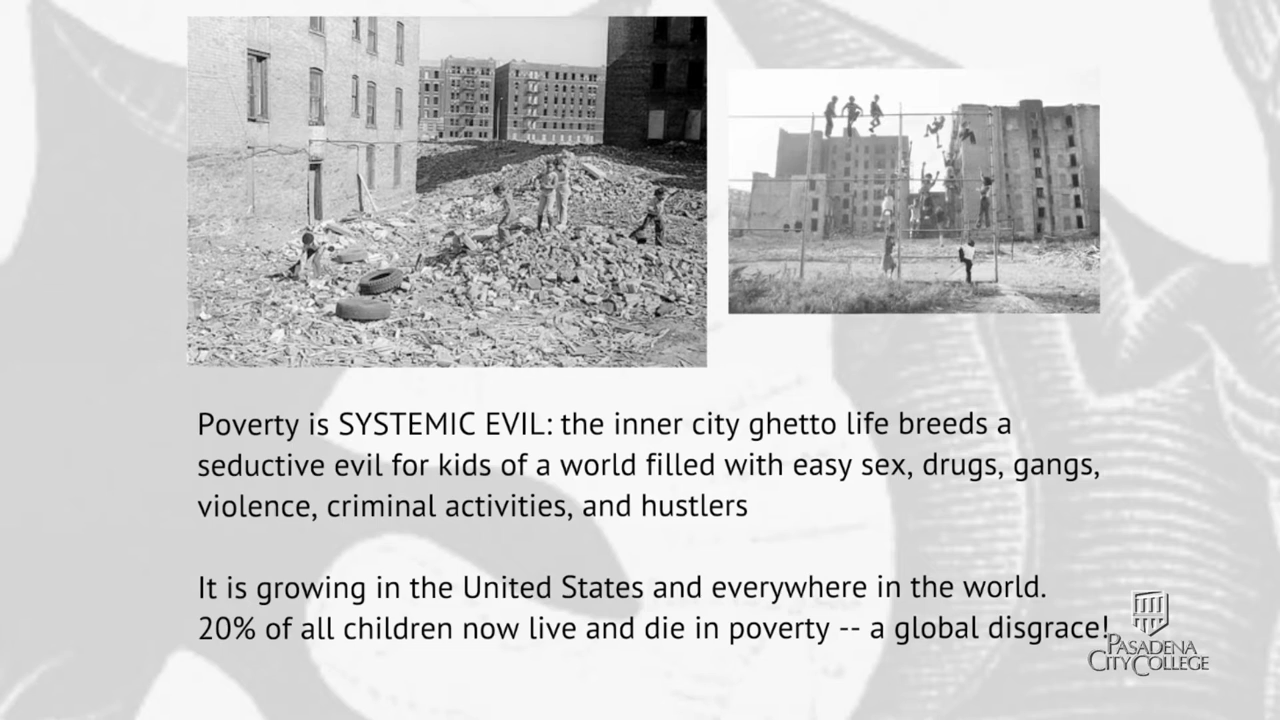 Poverty is SYSTEMIC EVIL: the inner city ghetto life breeds a
seductive evil for kids of a world filled with easy sex, drugs, gangs,
violence, criminal activities, and hustlers
It is growing in the United States and everywhere in the world.
20% of all children now live and die in poverty -- a global disgrace!
PASADENA
CITY COLLEGE